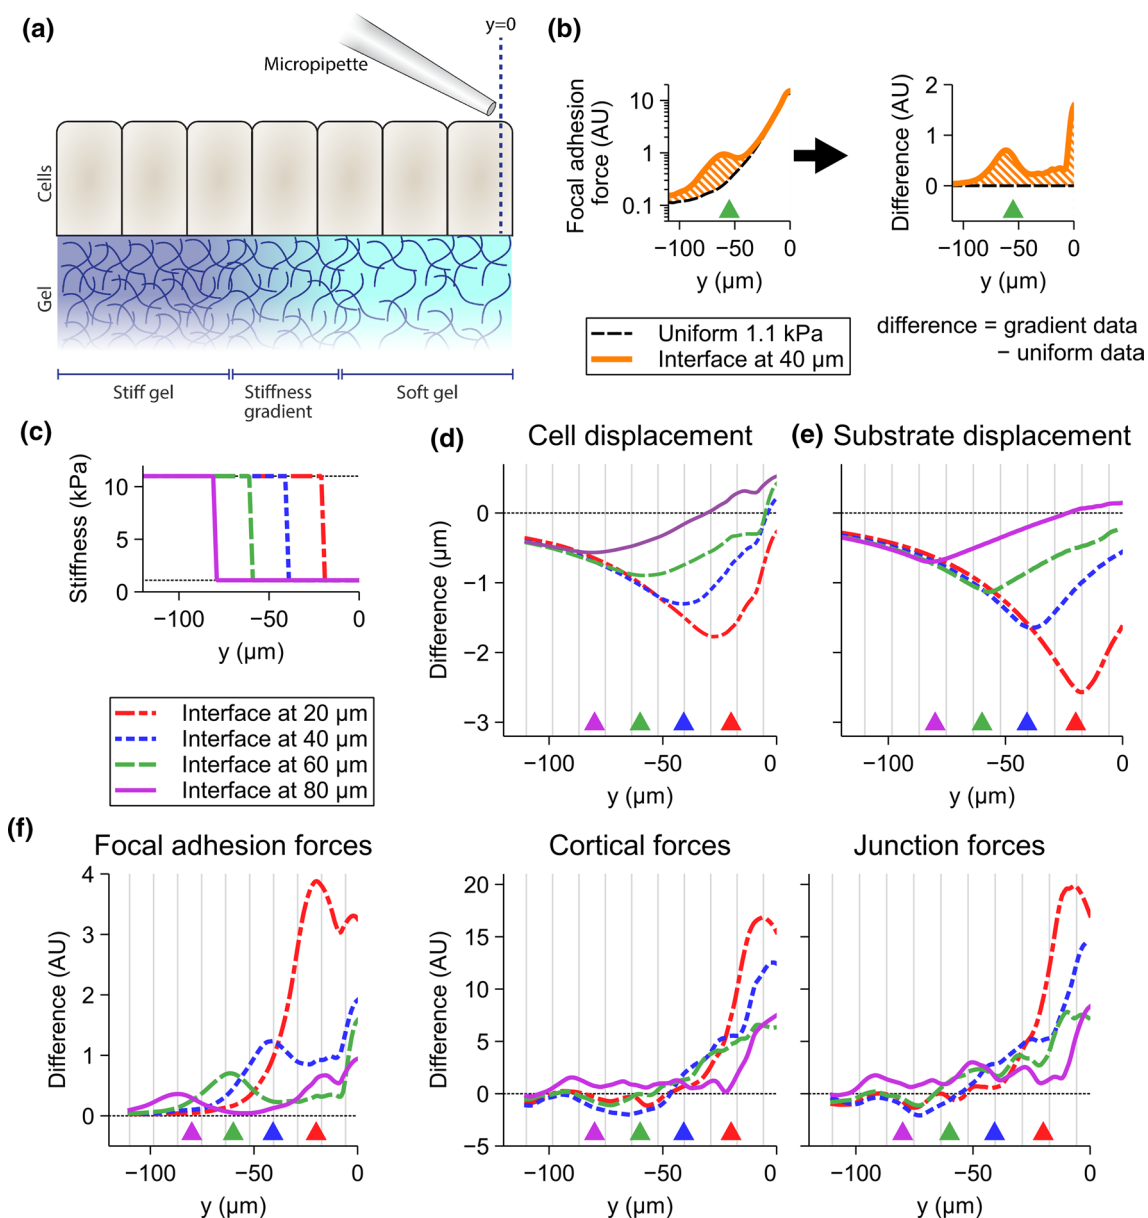 (a)
y=0
Micropipette
Cells
Gel
Stiff gel
Stiffness
gradient
Soft gel
(b)
Focal adhesion
force (AU)
10
1
0.1
−100
−50
0
y (µm)
Difference (AU)
2
1
0
−100
−50
0
y (µm)
Uniform 1.1 kPa
Interface at 40 µm
difference = gradient data
− uniform data
(c)
Stiffness (kPa)
10
5
0
−100
−50
0
y (µm)
Interface at 20 µm
Interface at 40 µm
Interface at 60 µm
Interface at 80 µm
(d)
Cell displacement
Difference (µm)
0
−1
−2
−3
−100
−50
0
y (µm)
(e)
Substrate displacement
−100
−50
0
y (µm)
(f)
Focal adhesion forces
Difference (AU)
4
3
2
1
0
−100
−50
0
y (µm)
Cortical forces
Difference (AU)
20
15
10
5
0
−5
−100
−50
0
y (µm)
Junction forces
−100
−50
0
y (µm)